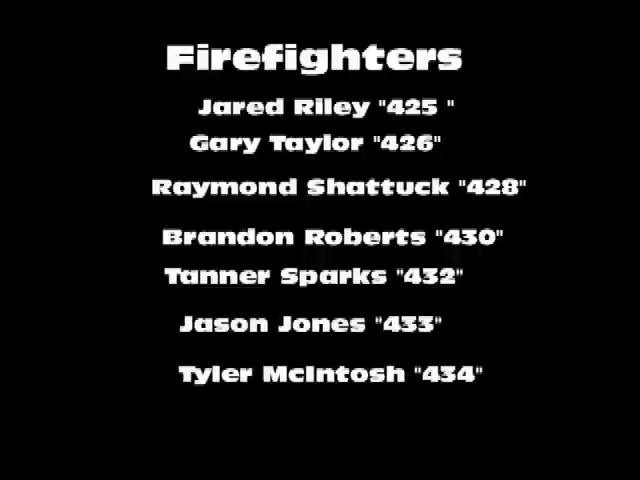 Firefighters
Jared Riley "425 "
Gary Taylor "426"
Raymond Shattuck "428"
Brandon Roberts "430"
Tanner Sparks "432"
Jason Jones "433"
Tyler McIntosh "434"